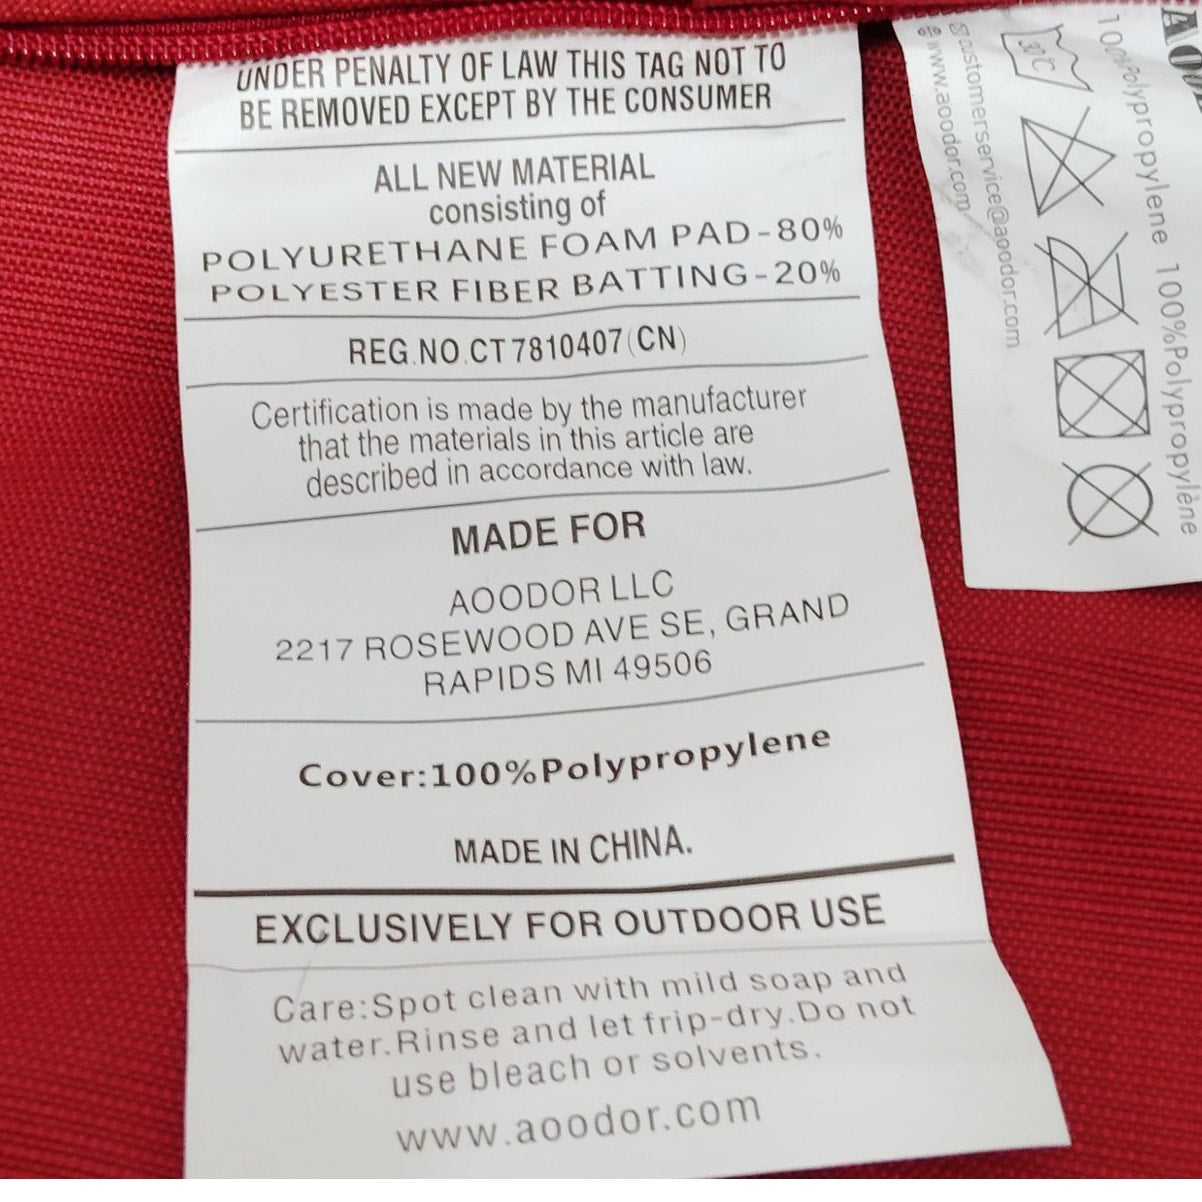 UNDER PENALTY OF LAW THIS TAG NOT TO
BE REMOVED EXCEPT BY THE CONSUMER
ALL NEW MATERIAL
consisting of
POLYURETHANE FOAM PAD-80%
POLYESTER FIBER BATTING-20%
REG.NO.CT7810407(CN)
Certification is made by the manufacturer
that the materials in this article are
described in accordance with law.
MADE FOR
AOODOR LLC
2217 ROSEWOOD AVE SE, GRAND
RAPIDS MI 49506
Cover:100%Polypropylene
MADE IN CHINA.
EXCLUSIVELY FOR OUTDOOR USE
Care:Spot clean with mild soap and
water.Rinse and let frip-dry.Do not
use bleach or solvents.
www.aoodor.com
100%Polypropylene 100%Polypropylene
30°C
customerservice@aoodor.com
www.aoodor.com